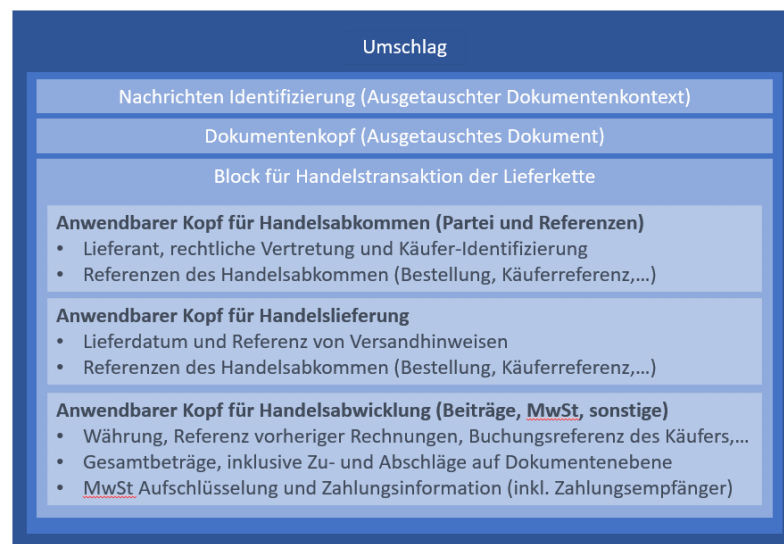 Umschlag
Nachrichten Identifizierung (Ausgetauschter Dokumentenkontext)
Dokumentenkopf (Ausgetauschtes Dokument)
Block für Handelstransaktion der Lieferkette
Anwendbarer Kopf für Handelsabkommen (Partei und Referenzen)
• Lieferant, rechtliche Vertretung und Käufer-Identifizierung
• Referenzen des Handelsabkommen (Bestellung, Käuferreferenz,...)
Anwendbarer Kopf für Handelslieferung
• Lieferdatum und Referenz von Versandhinweisen
• Referenzen des Handelsabkommen (Bestellung, Käuferreferenz,...)
Anwendbarer Kopf für Handelsabwicklung (Beiträge, MwSt, sonstige)
• Währung, Referenz vorheriger Rechnungen, Buchungsreferenz des Käufers,...
• Gesamtbeträge, inklusive Zu- und Abschläge auf Dokumentenebene
• MwSt Aufschlüsselung und Zahlungsinformation (inkl. Zahlungsempfänger)